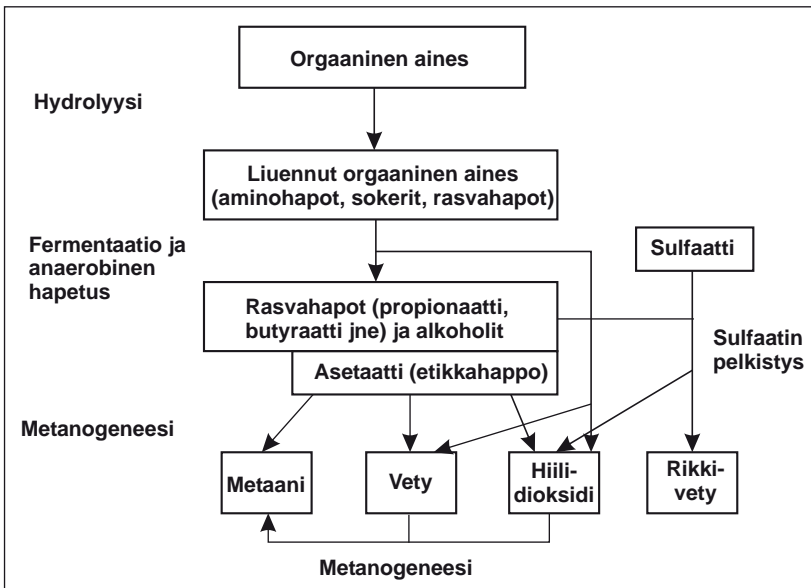 Orgaaninen aines
Hydrolyysi
Liuennut orgaaninen aines
(aminohapot, sokerit, rasvahapot)
Fermentaatio ja
anaerobinen
hapetus
Sulfaatti
Rasvahapot (propionaatti,
butyraatti jne) ja alkoholit
Sulfaatin
pelkistys
Asetaatti (etikkahappo)
Metanogeneesi
Metaani
Vety
Hiili-
dioksidi
Rikki-
vety
Metanogeneesi